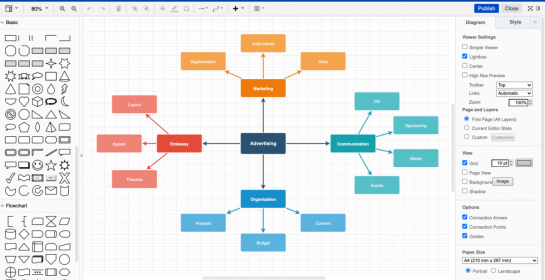 80%
Publish
Close
Basic
Flowchart
Instruments
Segmentation
Aims
Marketing
Layout
Appeal
Theories
Embassy
Advertising
PR
Sponsoring
Communication
Media
Events
Organization
Analysis
Content
Budget
Diagram
Style
Viewer Settings
Simple Viewer
Lightbox
Center
High Res Preview
Toolbar
Top
Links
Automatic
Zoom
100%
Page and Layers
First Page (All Layers)
Current Editor State
Custom
Customise
View
Grid
10 pt
Page View
Background
Image
Shadow
Options
Connection Arrows
Connection Points
Guides
Paper Size
A4 (210 mm x 297 mm)
Portrait
Landscape